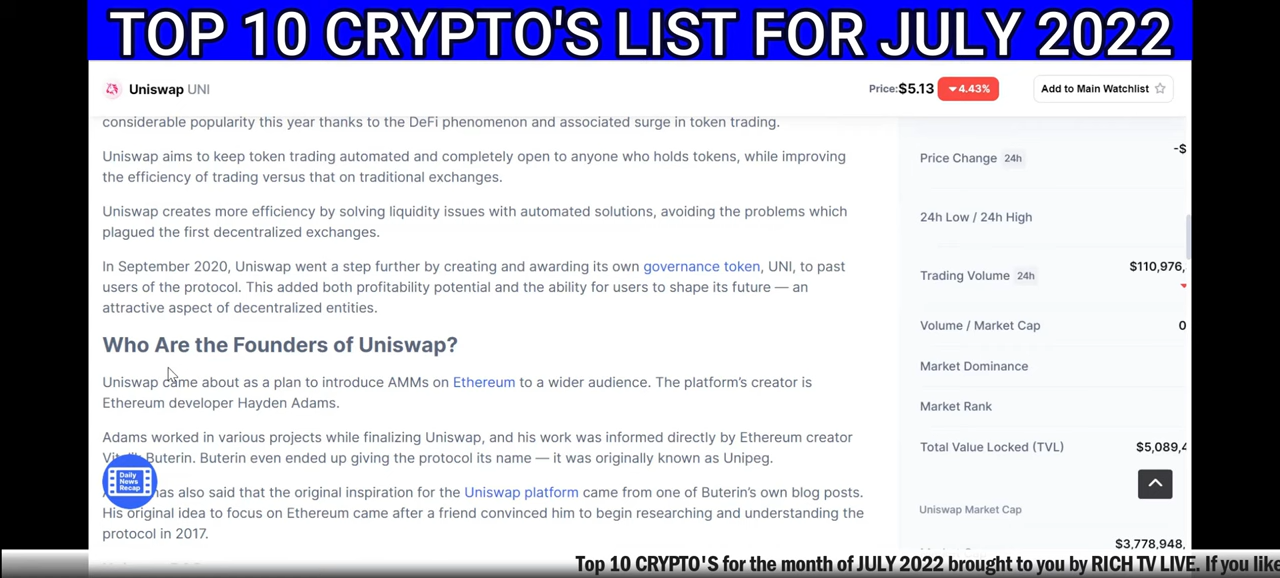 TOP 10 CRYPTO'S LIST FOR JULY 2022
Uniswap UNI
Price:$5.13 4.43%
Add to Main Watchlist
considerable popularity this year thanks to the DeFi phenomenon and associated surge in token trading.
Uniswap aims to keep token trading automated and completely open to anyone who holds tokens, while improving
the efficiency of trading versus that on traditional exchanges.
Uniswap creates more efficiency by solving liquidity issues with automated solutions, avoiding the problems which
plagued the first decentralized exchanges.
In September 2020, Uniswap went a step further by creating and awarding its own governance token, UNI, to past
users of the protocol. This added both profitability potential and the ability for users to shape its future — an
attractive aspect of decentralized entities.
Who Are the Founders of Uniswap?
Uniswap came about as a plan to introduce AMMs on Ethereum to a wider audience. The platform's creator is
Ethereum developer Hayden Adams.
Adams worked in various projects while finalizing Uniswap, and his work was informed directly by Ethereum creator
Buterin. Buterin even ended up giving the protocol its name — it was originally known as Unipeg.
has also said that the original inspiration for the Uniswap platform came from one of Buterin's own blog posts.
His original idea to focus on Ethereum came after a friend convinced him to begin researching and understanding the
protocol in 2017.
Daily
News
Recap
Price Change 24h
-$
24h Low / 24h High
Trading Volume 24h
$110,976,
Volume / Market Cap
0
Market Dominance
Market Rank
Total Value Locked (TVL)
$5,089,4
Uniswap Market Cap
$3,778,948,
Top 10 CRYPTO'S for the month of JULY 2022 brought to you by RICH TV LIVE. If you like